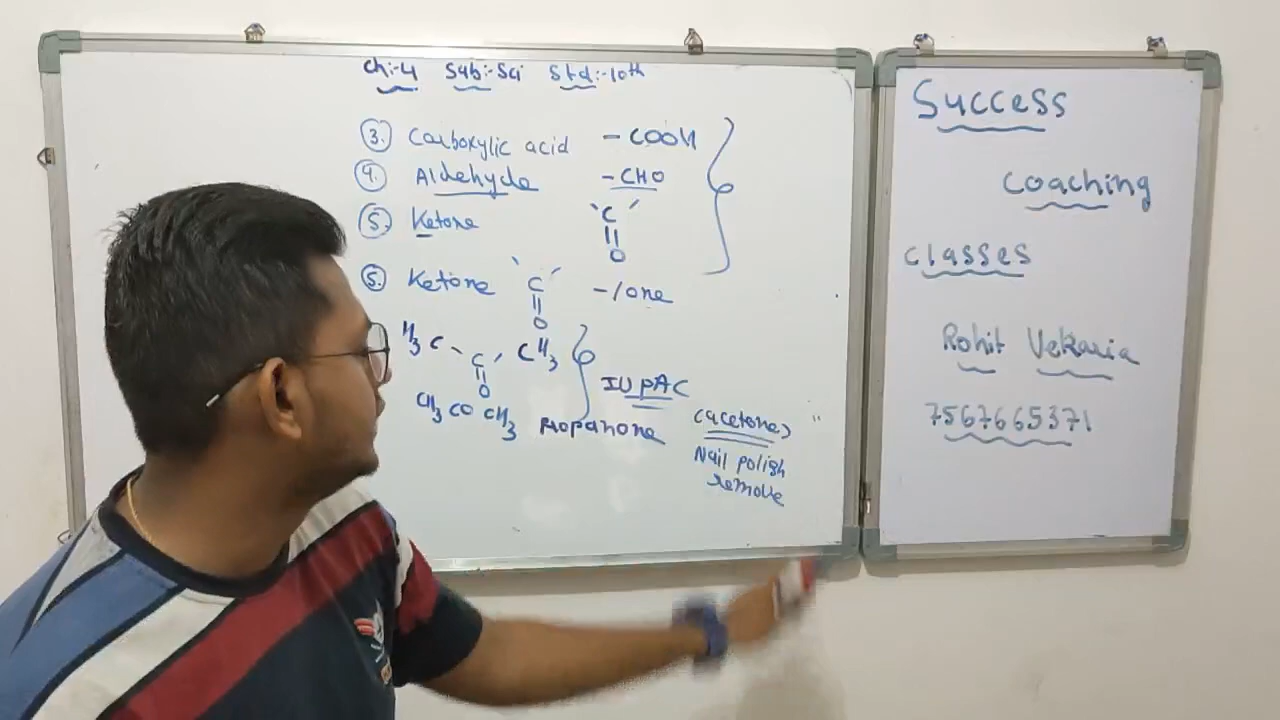 Ch:-4 Sub:-Sci Std:-10th
3. Carboxylic acid -COOH
4. Aldehyde -CHO
5. Ketone C
||
O
5. Ketone C -/one
||
O
H3C C CH3
||
O
IUPAC
CH3 CO CH3 Propanone (acetone)
Nail polish
remove
Success
Coaching
Classes
Rohit Vekaria
7567665371